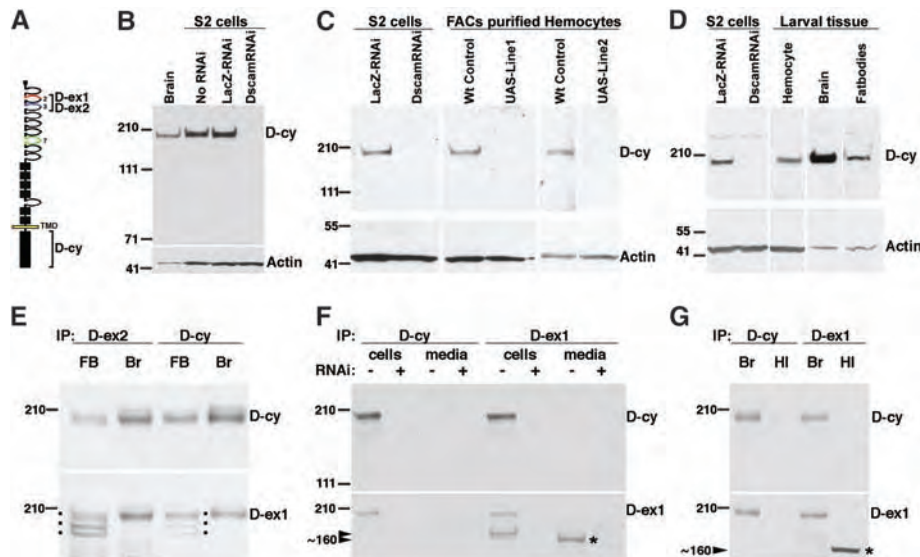 A
D-ex1
D-ex2
TMD
D-cy
B
S2 cells
Brain
No RNAi
LacZ-RNAi
DscamRNAi
210
111
71
41
D-cy
Actin
C
S2 cells
FACs purified Hemocytes
LacZ-RNAi
DscamRNAi
Wt Control
UAS-Line1
Wt Control
UAS-Line2
210
111
55
41
D-cy
Actin
D
S2 cells
Larval tissue
LacZ-RNAi
DscamRNAi
Hemocyte
Brain
Fatbodies
210
55
41
D-cy
Actin
E
IP: D-ex2 D-cy
FB Br FB Br
210 D-cy
210 D-ex1
F
IP: D-cy D-ex1
cells media cells media
RNAi: - + - + - + - +
210 D-cy
111
210 D-ex1
~160 *
G
IP: D-cy D-ex1
Br Hl Br Hl
210 D-cy
210 D-ex1
~160 *